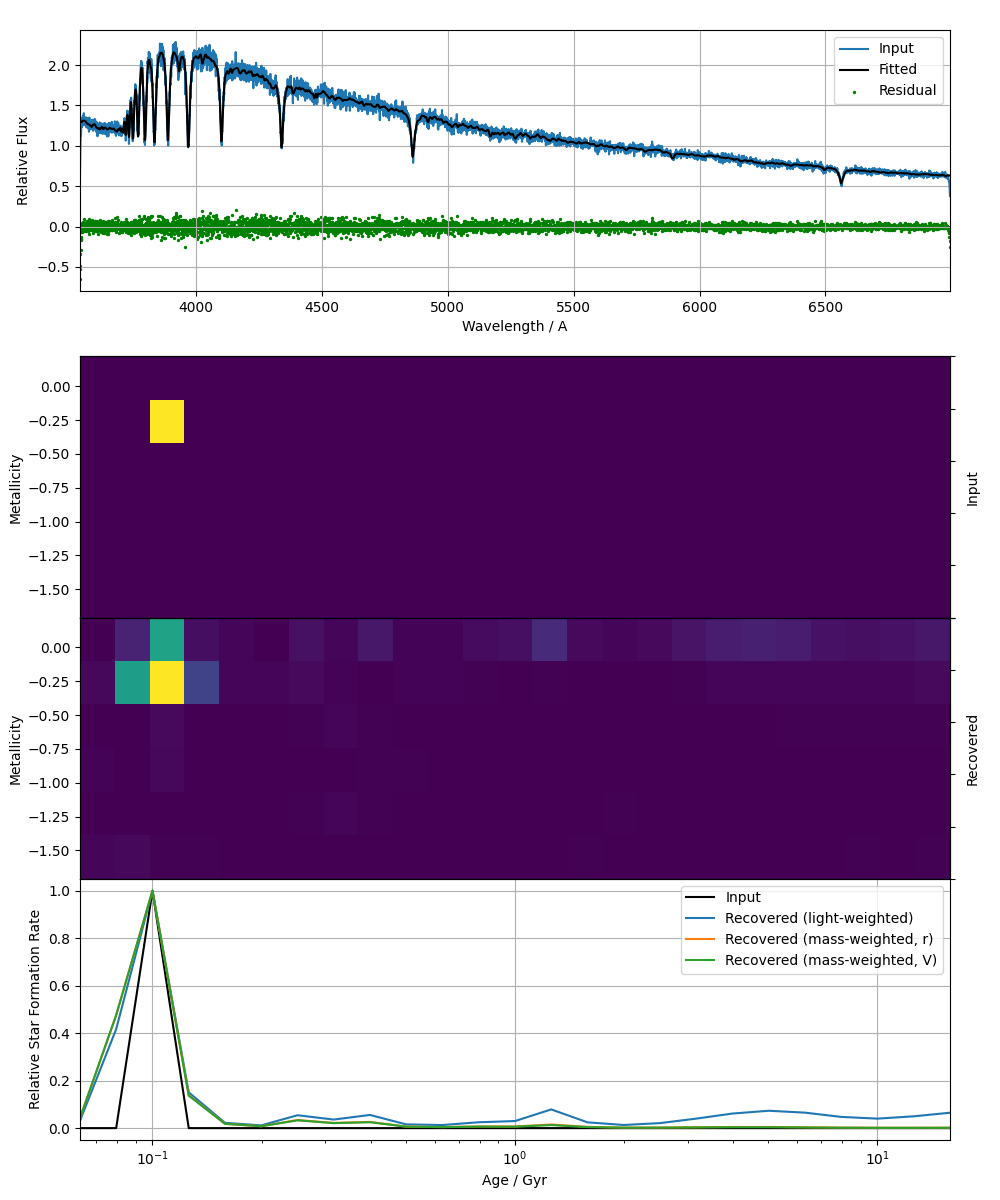 Input
Fitted
Residual
2.0
1.5
1.0
0.5
0.0
−0.5
Relative Flux
4000 4500 5000 5500 6000 6500
Wavelength / A
0.00
−0.25
−0.50
−0.75
−1.00
−1.25
−1.50
Metallicity
Input
0.00
−0.25
−0.50
−0.75
−1.00
−1.25
−1.50
Metallicity
Recovered
Input
Recovered (light-weighted)
Recovered (mass-weighted, r)
Recovered (mass-weighted, V)
1.0
0.8
0.6
0.4
0.2
0.0
Relative Star Formation Rate
10⁻¹ 10⁰ 10¹
Age / Gyr